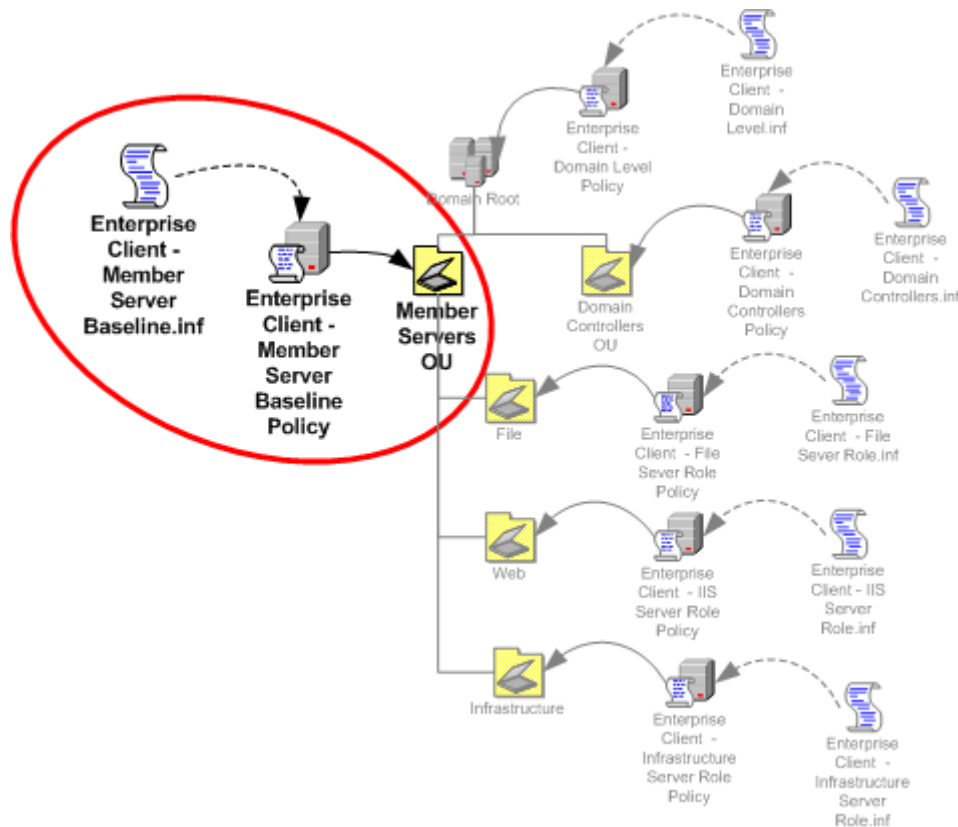 Enterprise
Client -
Domain
Level.inf
Enterprise
Client -
Domain Level
Policy
Domain Root
Enterprise
Client -
Member
Server
Baseline.inf
Enterprise
Client -
Member
Server
Baseline
Policy
Member
Servers
OU
Domain
Controllers
OU
Enterprise
Client -
Domain
Controllers
Policy
Enterprise
Client -
Domain
Controllers.inf
File
Enterprise
Client - File
Sever Role
Policy
Enterprise
Client - File
Sever Role.inf
Web
Enterprise
Client - IIS
Server Role
Policy
Enterprise
Client - IIS
Server
Role.inf
Infrastructure
Enterprise
Client -
Infrastructure
Server Role
Policy
Enterprise
Client -
Infrastructure
Server
Role.inf